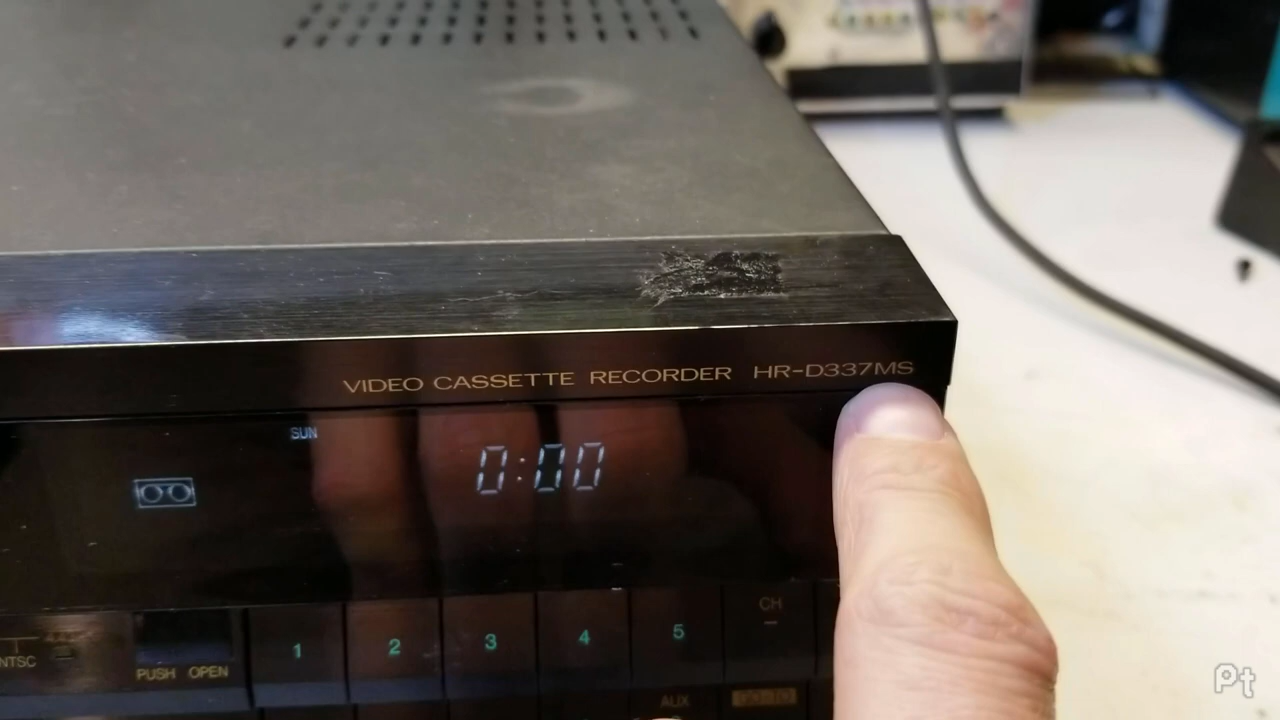 VIDEO CASSETTE RECORDER HR-D337MS
SUN
0:00
NTSC
PUSH OPEN
1
2
3
4
5
CH
–
AUX
Pt